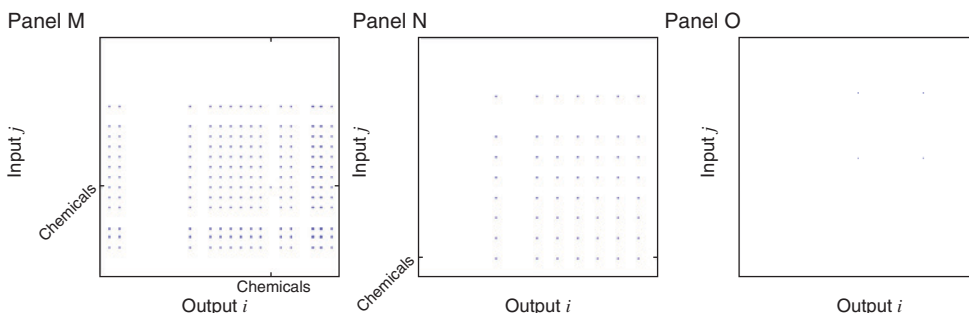 Panel M
Panel N
Panel O
Input j
Chemicals
Chemicals
Output i
Input j
Chemicals
Output i
Input j
Output i